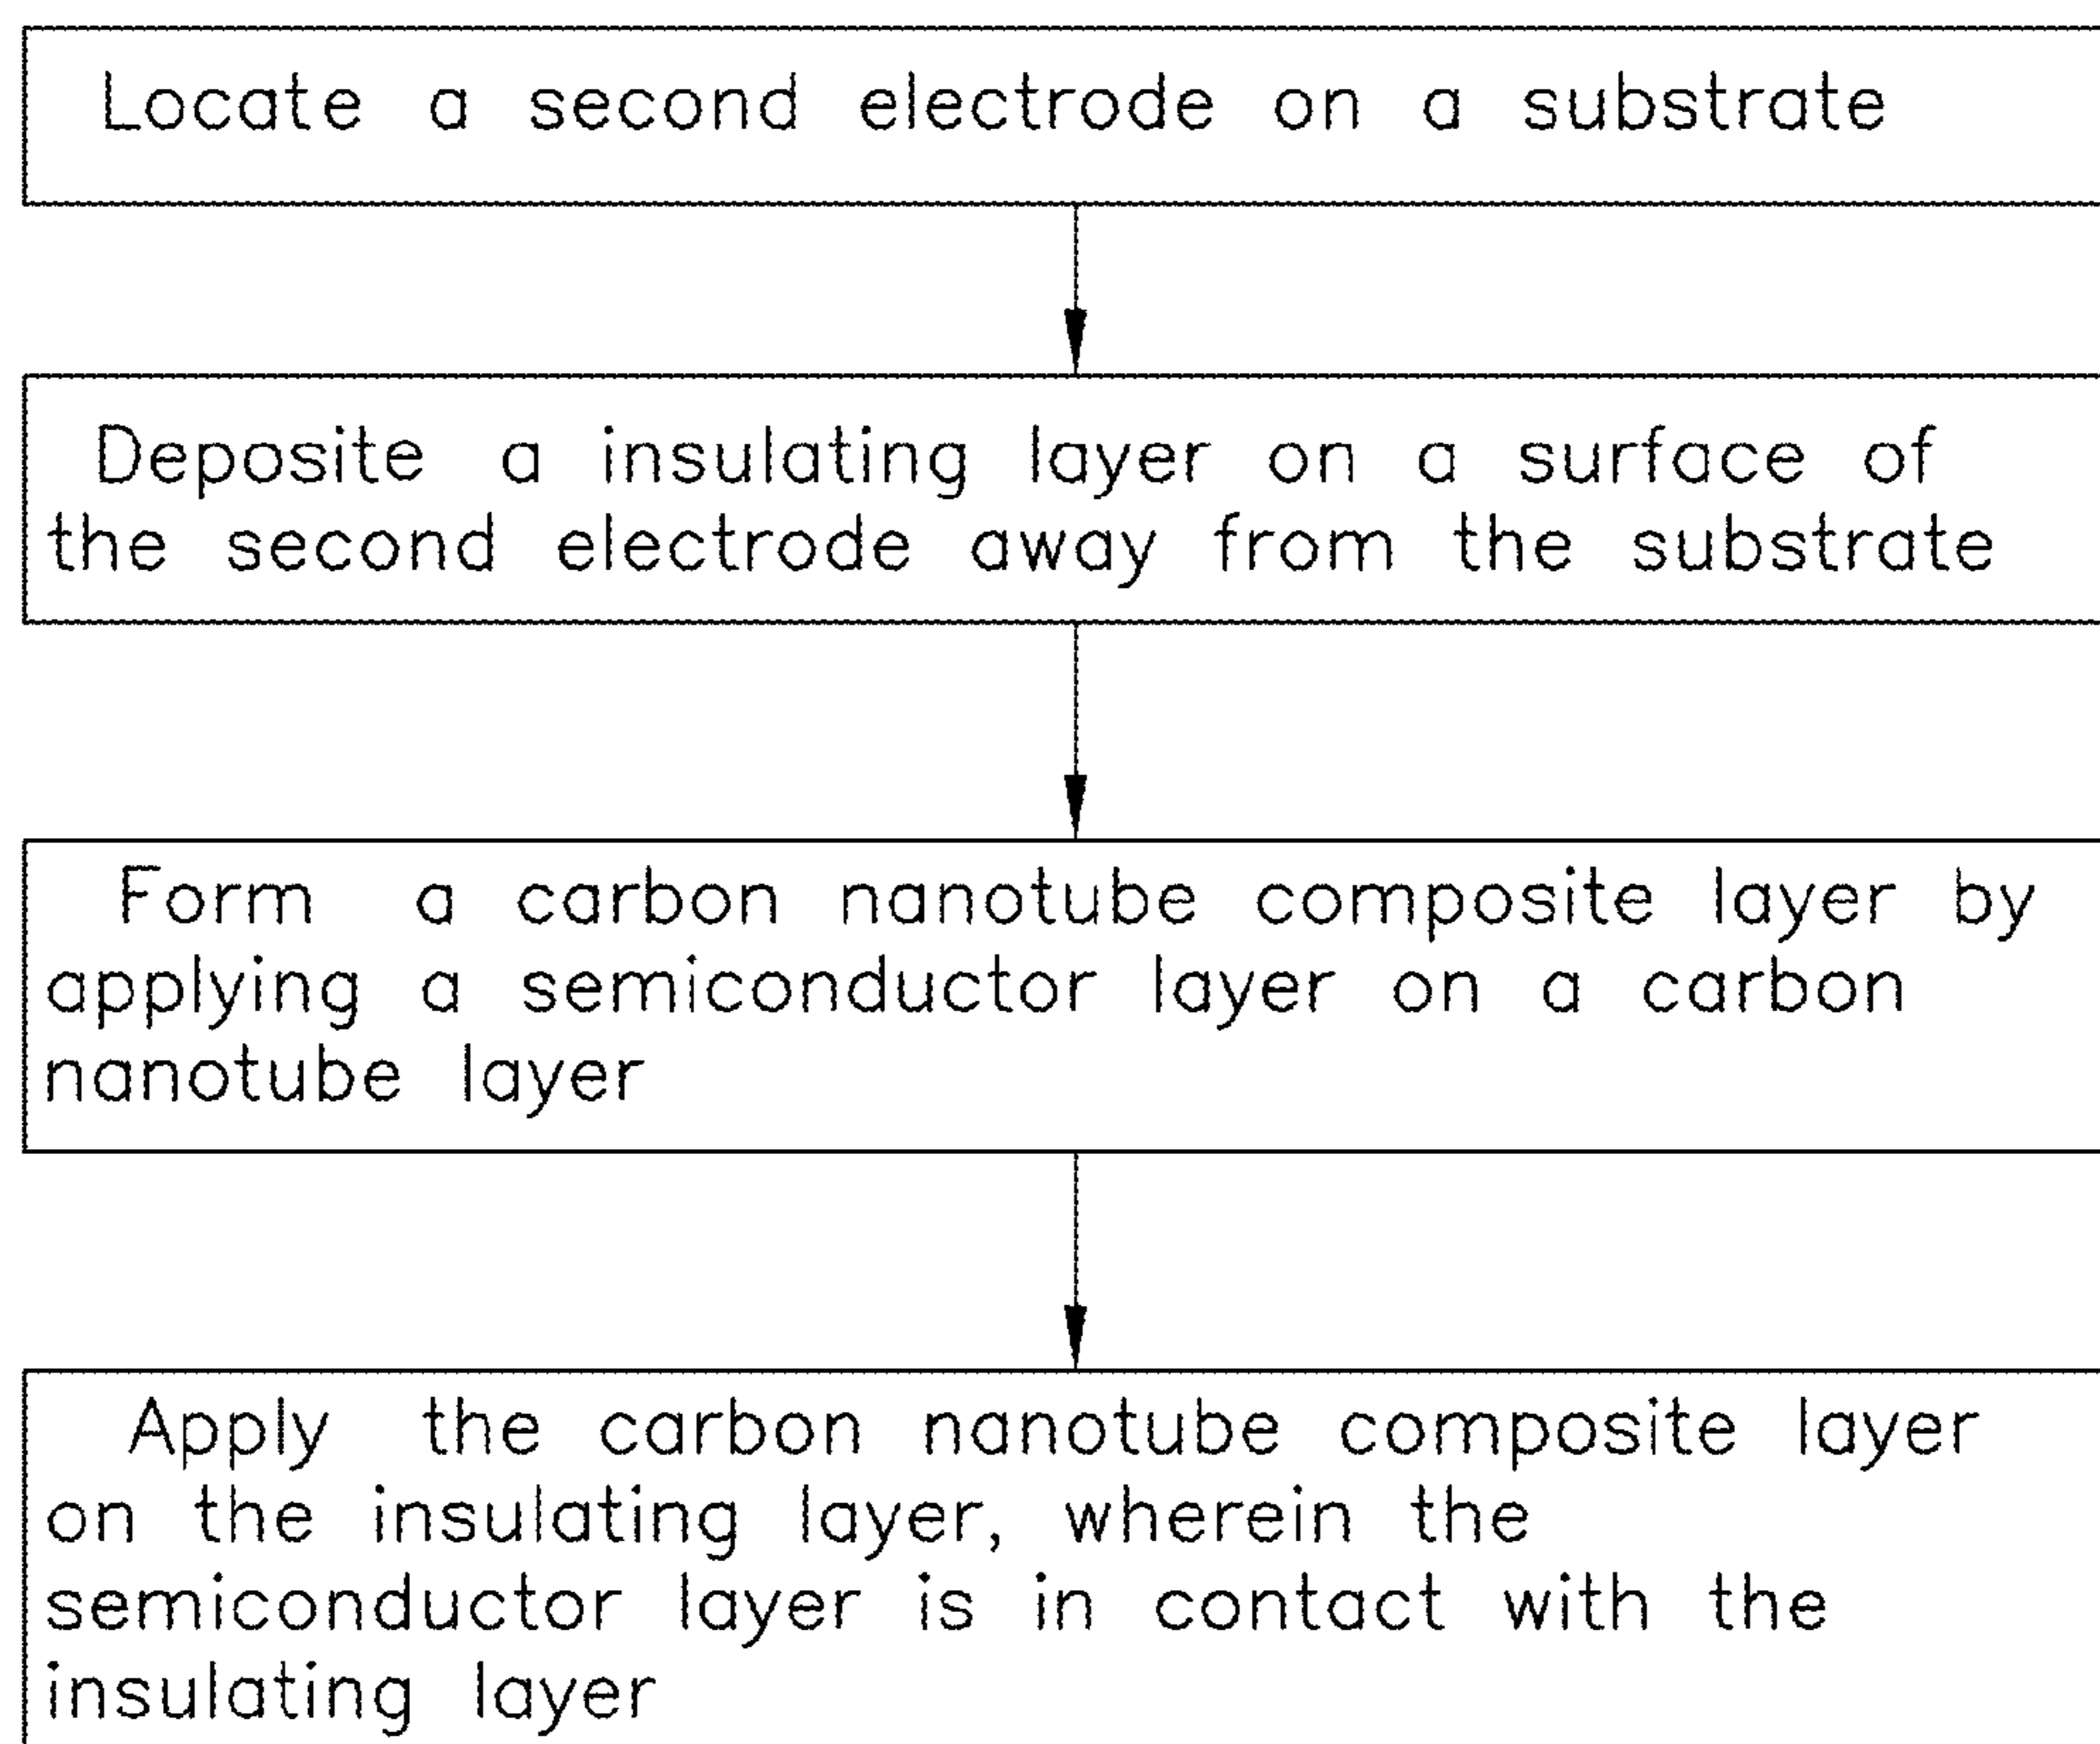 Locate a second electrode on a substrate
Deposite a insulating layer on a surface of
the second electrode away from the substrate
Form a carbon nanotube composite layer by
applying a semiconductor layer on a carbon
nanotube layer
Apply the carbon nanotube composite layer
on the insulating layer, wherein the
semiconductor layer is in contact with the
insulating layer